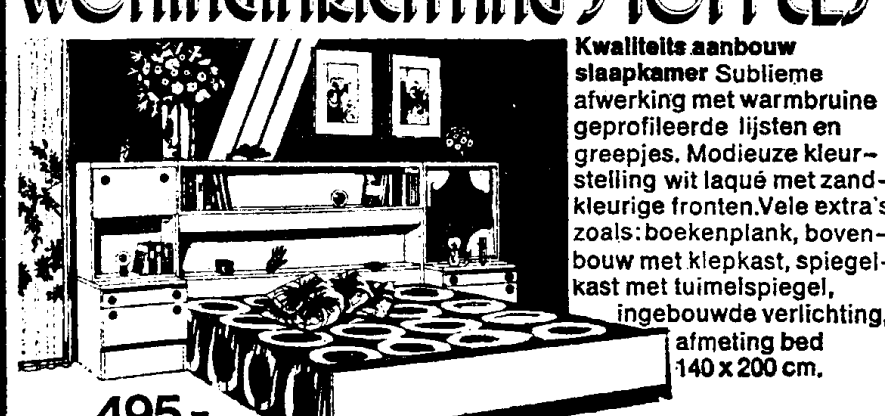 woninginrichting
Kwaliteits aanbouw
slaapkamer Sublieme
afwerking met warmbruine
geprofileerde lijsten en
greepjes. Modieuze kleur-
stelling wit laqué met zand-
kleurige fronten.Vele extra's
zoals: boekenplank, boven-
bouw met klepkast, spiegel-
kast met tuimelspiegel,
ingebouwde verlichting,
afmeting bed
140 x 200 cm.
495.-